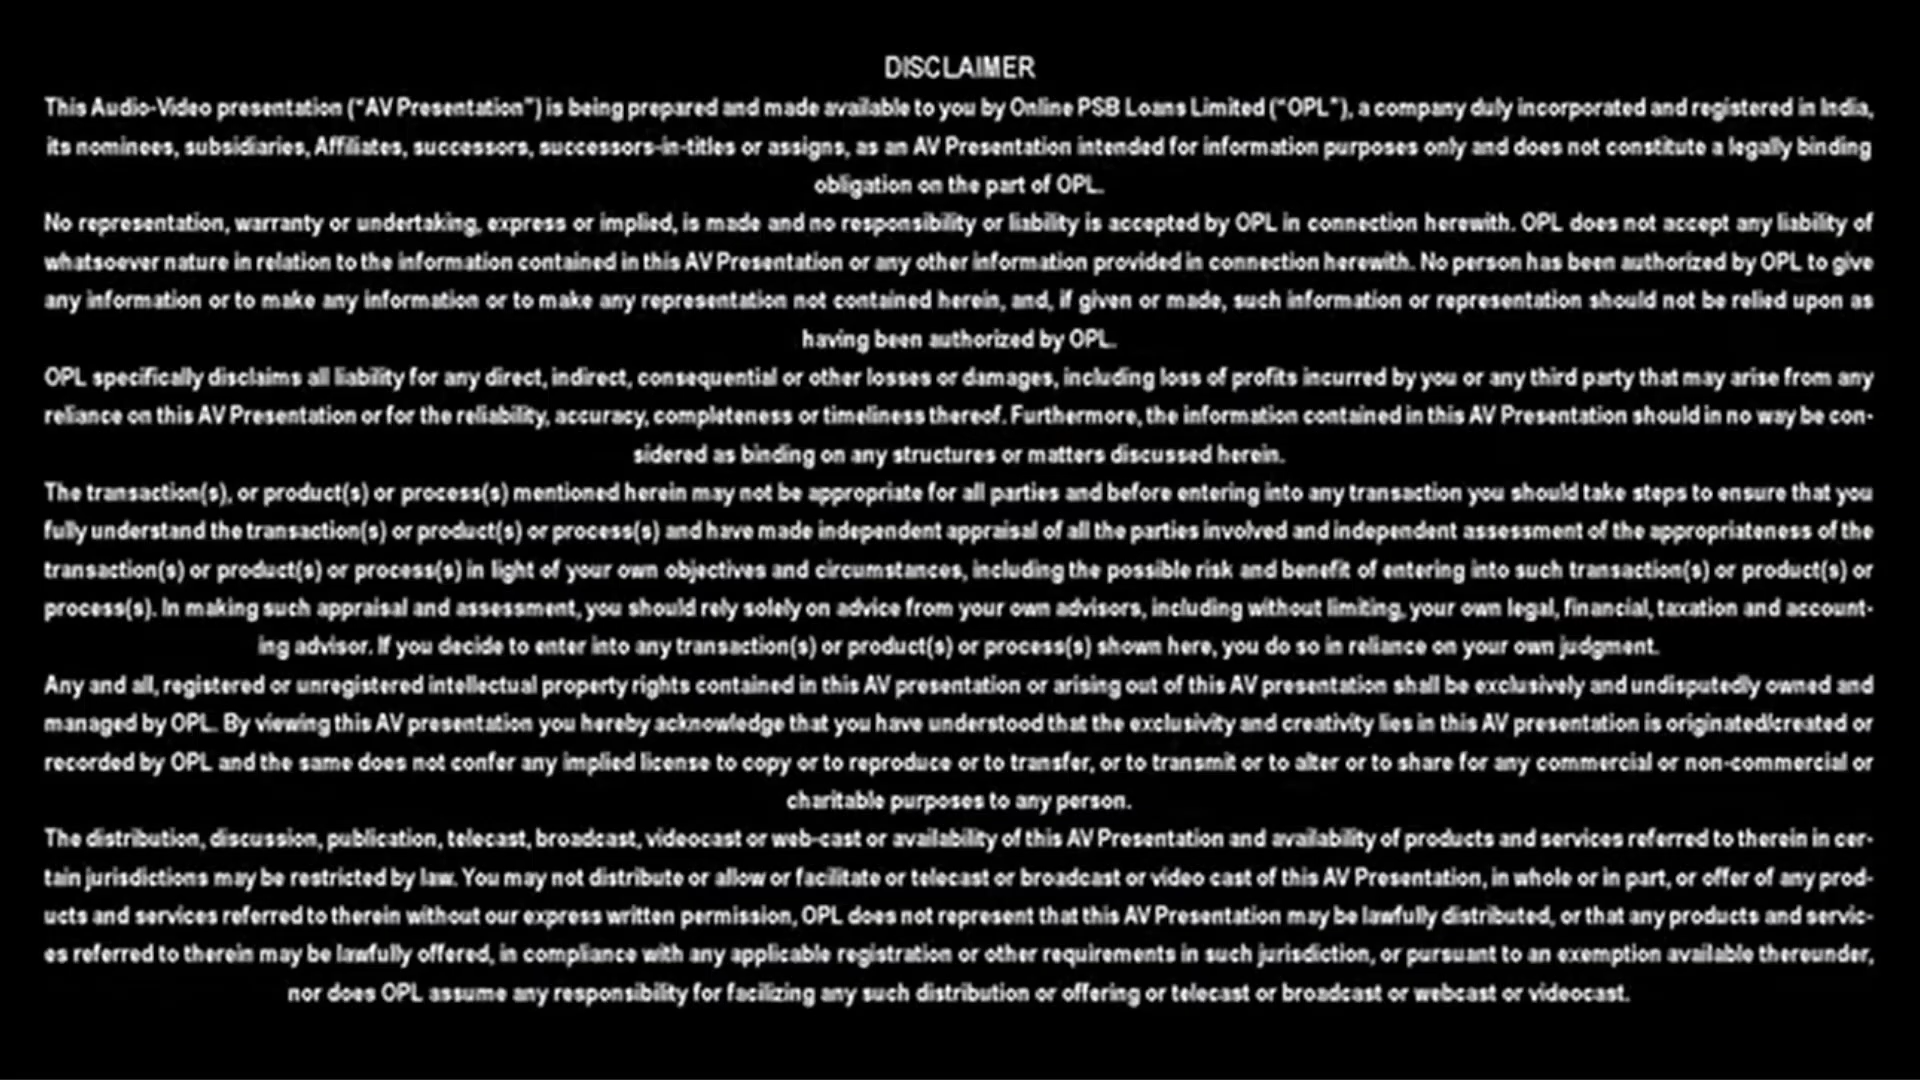 DISCLAIMER
This Audio-Video presentation (“AV Presentation”) is being prepared and made available to you by Online PSB Loans Limited (“OPL”), a company duly incorporated and registered in India,
its nominees, subsidiaries, Affiliates, successors, successors-in-titles or assigns, as an AV Presentation intended for information purposes only and does not constitute a legally binding
obligation on the part of OPL.
No representation, warranty or undertaking, express or implied, is made and no responsibility or liability is accepted by OPL in connection herewith. OPL does not accept any liability of
whatsoever nature in relation to the information contained in this AV Presentation or any other information provided in connection herewith. No person has been authorized by OPL to give
any information or to make any information or to make any representation not contained herein, and, if given or made, such information or representation should not be relied upon as
having been authorized by OPL.
OPL specifically disclaims all liability for any direct, indirect, consequential or other losses or damages, including loss of profits incurred by you or any third party that may arise from any
reliance on this AV Presentation or for the reliability, accuracy, completeness or timeliness thereof. Furthermore, the information contained in this AV Presentation should in no way be con-
sidered as binding on any structures or matters discussed herein.
The transaction(s), or product(s) or process(s) mentioned herein may not be appropriate for all parties and before entering into any transaction you should take steps to ensure that you
fully understand the transaction(s) or product(s) or process(s) and have made independent appraisal of all the parties involved and independent assessment of the appropriateness of the
transaction(s) or product(s) or process(s) in light of your own objectives and circumstances, including the possible risk and benefit of entering into such transaction(s) or product(s) or
process(s). In making such appraisal and assessment, you should rely solely on advice from your own advisors, including without limiting, your own legal, financial, taxation and account-
ing advisor. If you decide to enter into any transaction(s) or product(s) or process(s) shown here, you do so in reliance on your own judgment.
Any and all, registered or unregistered intellectual property rights contained in this AV presentation or arising out of this AV presentation shall be exclusively and undisputedly owned and
managed by OPL. By viewing this AV presentation you hereby acknowledge that you have understood that the exclusivity and creativity lies in this AV presentation is originated/created or
recorded by OPL and the same does not confer any implied license to copy or to reproduce or to transfer, or to transmit or to alter or to share for any commercial or non-commercial or
charitable purposes to any person.
The distribution, discussion, publication, telecast, broadcast, videocast or web-cast or availability of this AV Presentation and availability of products and services referred to therein in cer-
tain jurisdictions may be restricted by law. You may not distribute or allow or facilitate or telecast or broadcast or video cast of this AV Presentation, in whole or in part, or offer of any prod-
ucts and services referred to therein without our express written permission, OPL does not represent that this AV Presentation may be lawfully distributed, or that any products and servic-
es referred to therein may be lawfully offered, in compliance with any applicable registration or other requirements in such jurisdiction, or pursuant to an exemption available thereunder,
nor does OPL assume any responsibility for facilizing any such distribution or offering or telecast or broadcast or webcast or videocast.